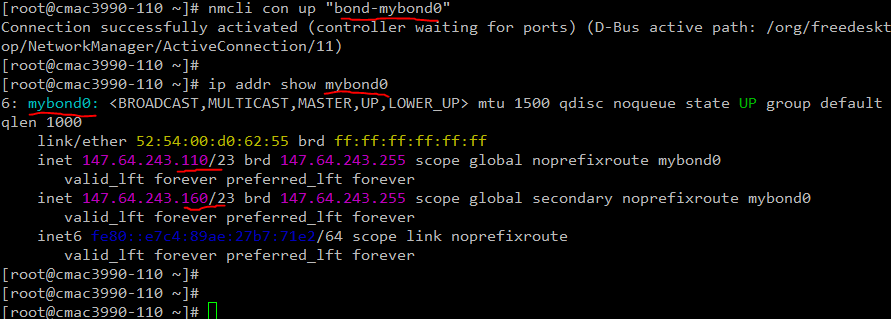 [root@cmac3990-110 ~]# nmcli con up "bond-mybond0"
Connection successfully activated (controller waiting for ports) (D-Bus active path: /org/freedeskt
op/NetworkManager/ActiveConnection/11)
[root@cmac3990-110 ~]#
[root@cmac3990-110 ~]# ip addr show mybond0
6: mybond0: <BROADCAST,MULTICAST,MASTER,UP,LOWER_UP> mtu 1500 qdisc noqueue state UP group default
qlen 1000
    link/ether 52:54:00:d0:62:55 brd ff:ff:ff:ff:ff:ff
    inet 147.64.243.110/23 brd 147.64.243.255 scope global noprefixroute mybond0
       valid_lft forever preferred_lft forever
    inet 147.64.243.160/23 brd 147.64.243.255 scope global secondary noprefixroute mybond0
       valid_lft forever preferred_lft forever
    inet6 fe80::e7c4:89ae:27b7:71e2/64 scope link noprefixroute
       valid_lft forever preferred_lft forever
[root@cmac3990-110 ~]#
[root@cmac3990-110 ~]#
[root@cmac3990-110 ~]#